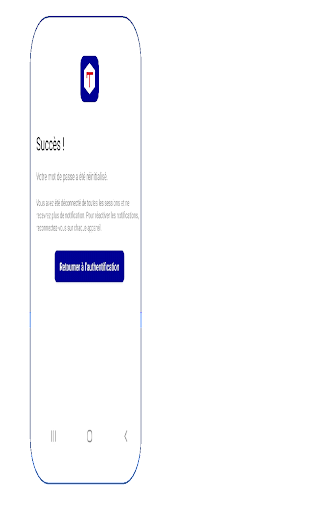 T
Succès !
Votre mot de passe a été réinitialisé.
Vous avez été déconnecté de toutes les sessions et ne
recevrez plus de notification. Pour réactiver les notifications,
reconnectez-vous sur chaque appareil.
Retourner à l'authentification